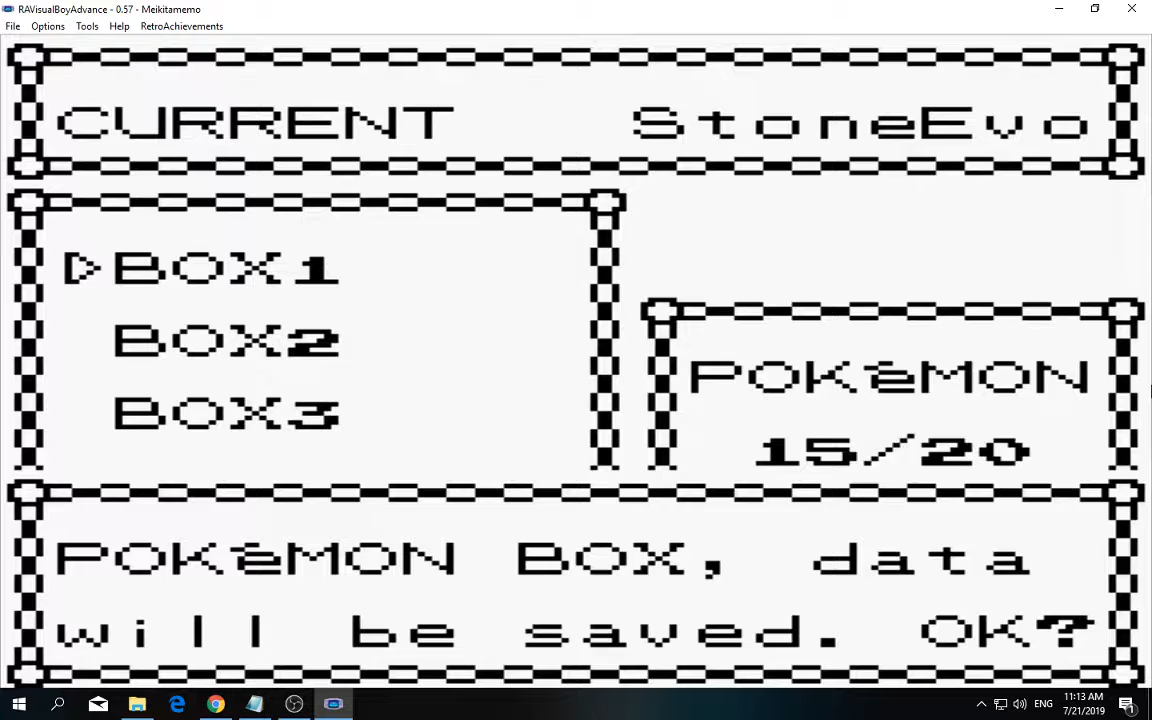 RAVisualBoyAdvance - 0.57 - Meikitamemo
File Options Tools Help RetroAchievements
CURRENT StoneEvo
BOX1
BOX2
BOX3
POKéMON
15/20
POKéMON BOX, data
will be saved. OK?
ENG
11:13 AM
7/21/2019
1